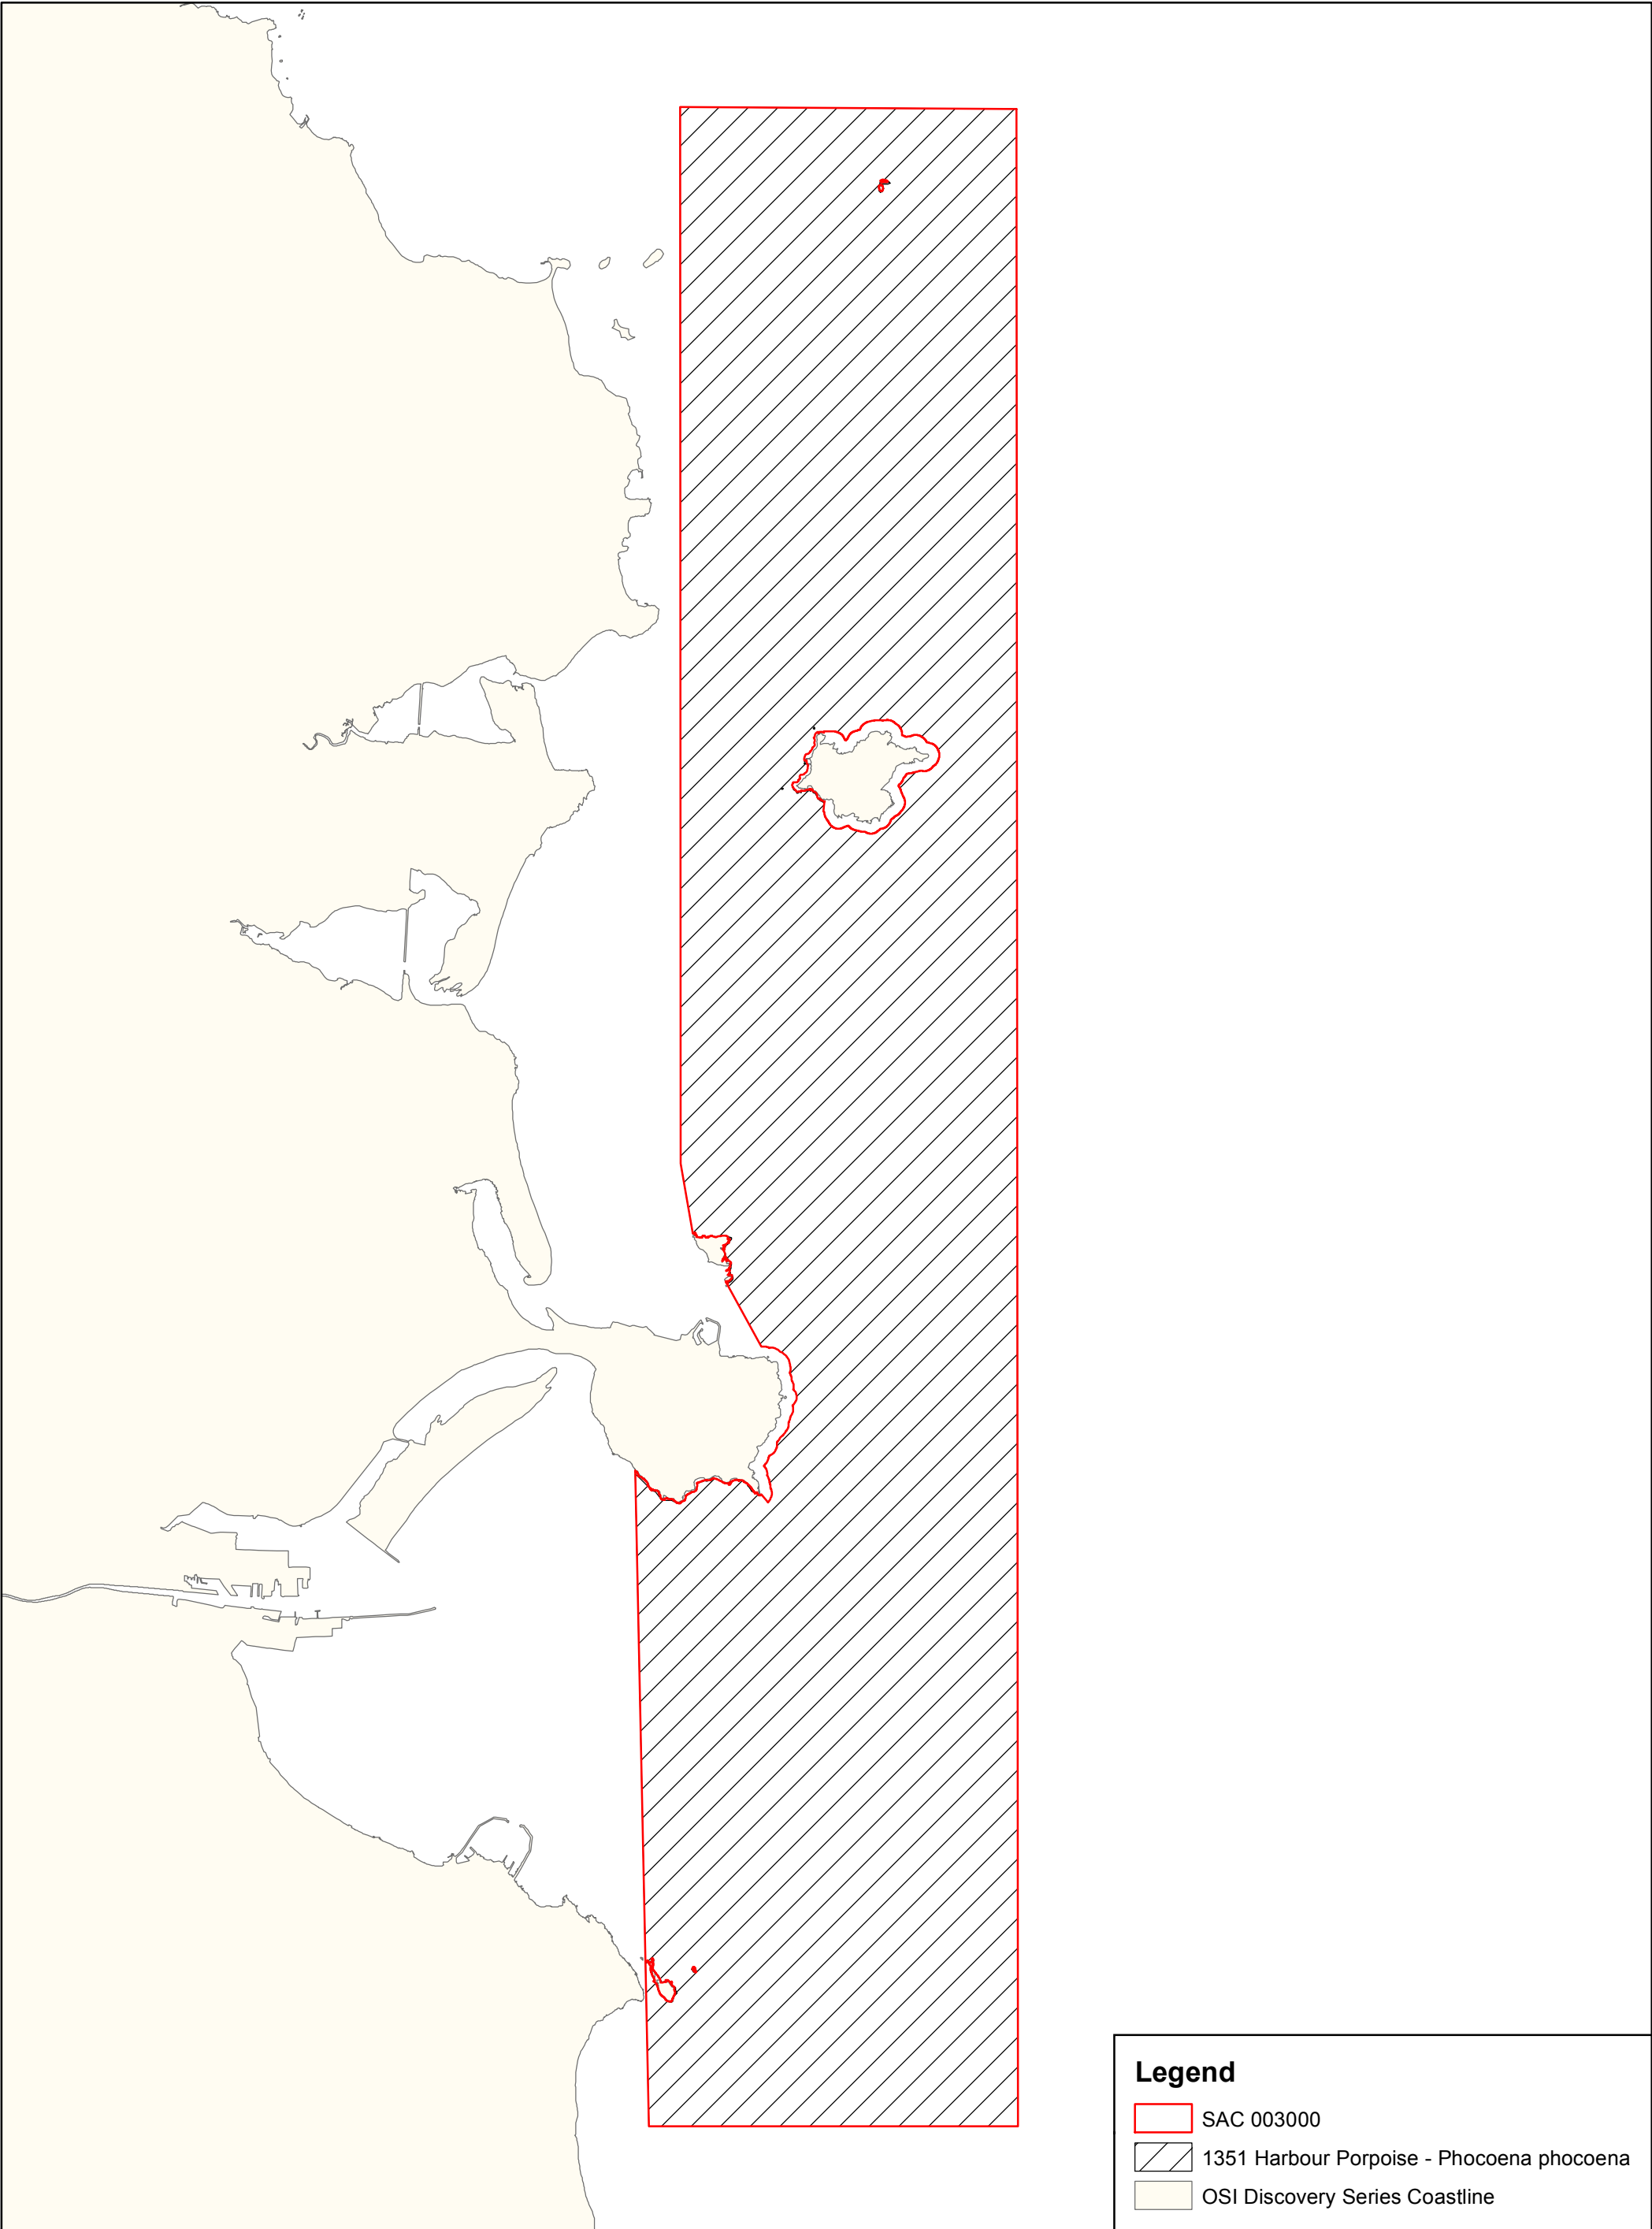 Legend
SAC 003000
1351 Harbour Porpoise - Phocoena phocoena
OSI Discovery Series Coastline